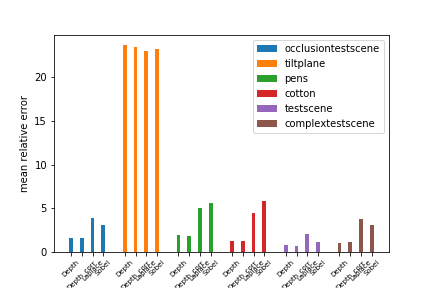 mean relative error
20
15
10
5
0
occlusiontestscene
tiltplane
pens
cotton
testscene
complextestscene
Depth Depth_corr Laplace Sobel
Depth Depth_corr Laplace Sobel
Depth Depth_corr Laplace Sobel
Depth Depth_corr Laplace Sobel
Depth Depth_corr Laplace Sobel
Depth Depth_corr Laplace Sobel